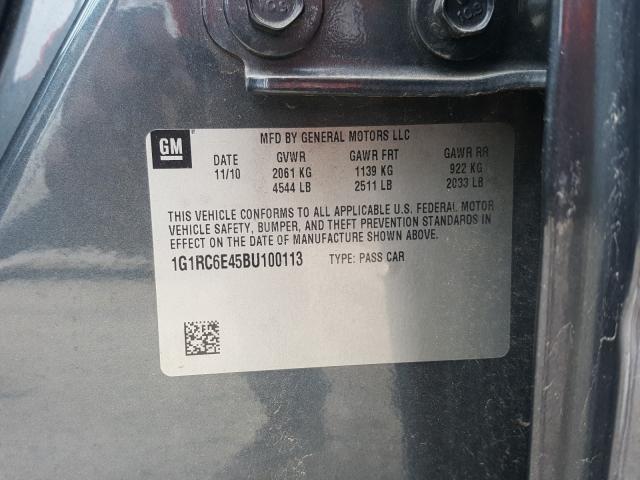 GM
MFD BY GENERAL MOTORS LLC
DATE GVWR GAWR FRT GAWR RR
11/10 2061 KG 1139 KG 922 KG
4544 LB 2511 LB 2033 LB
THIS VEHICLE CONFORMS TO ALL APPLICABLE U.S. FEDERAL MOTOR
VEHICLE SAFETY, BUMPER, AND THEFT PREVENTION STANDARDS IN
EFFECT ON THE DATE OF MANUFACTURE SHOWN ABOVE.
1G1RC6E45BU100113 TYPE: PASS CAR